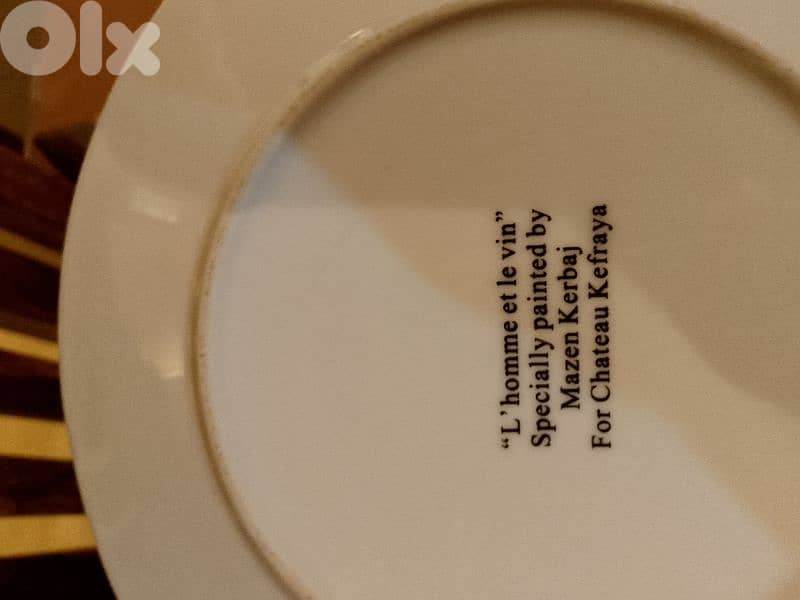 olx
“L’homme et le vin”
Specially painted by
Mazen Kerbaj
For Chateau Kefraya